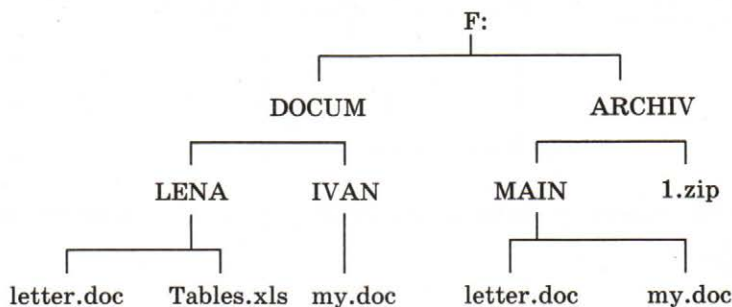 F:
DOCUM ARCHIV
LENA IVAN MAIN 1.zip
letter.doc Tables.xls my.doc letter.doc my.doc